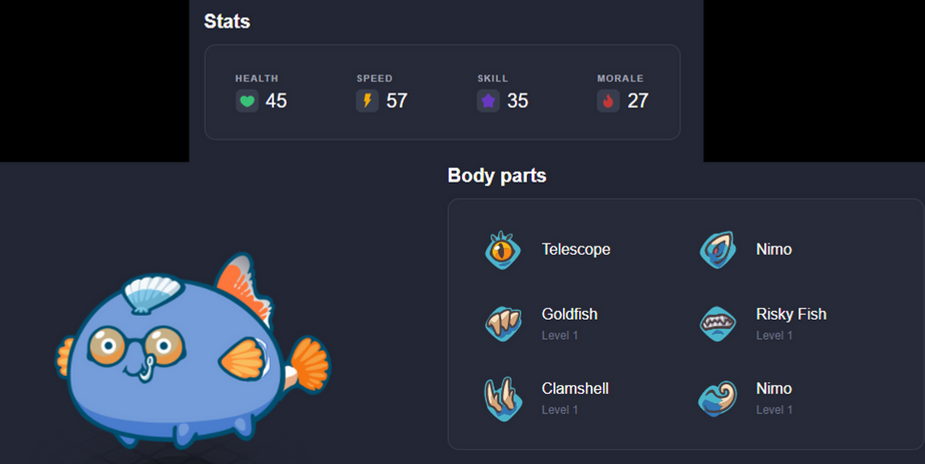 Stats
HEALTH SPEED SKILL MORALE
45 57 35 27
Body parts
Telescope Nimo
Goldfish Risky Fish
Level 1 Level 1
Clamshell Nimo
Level 1 Level 1